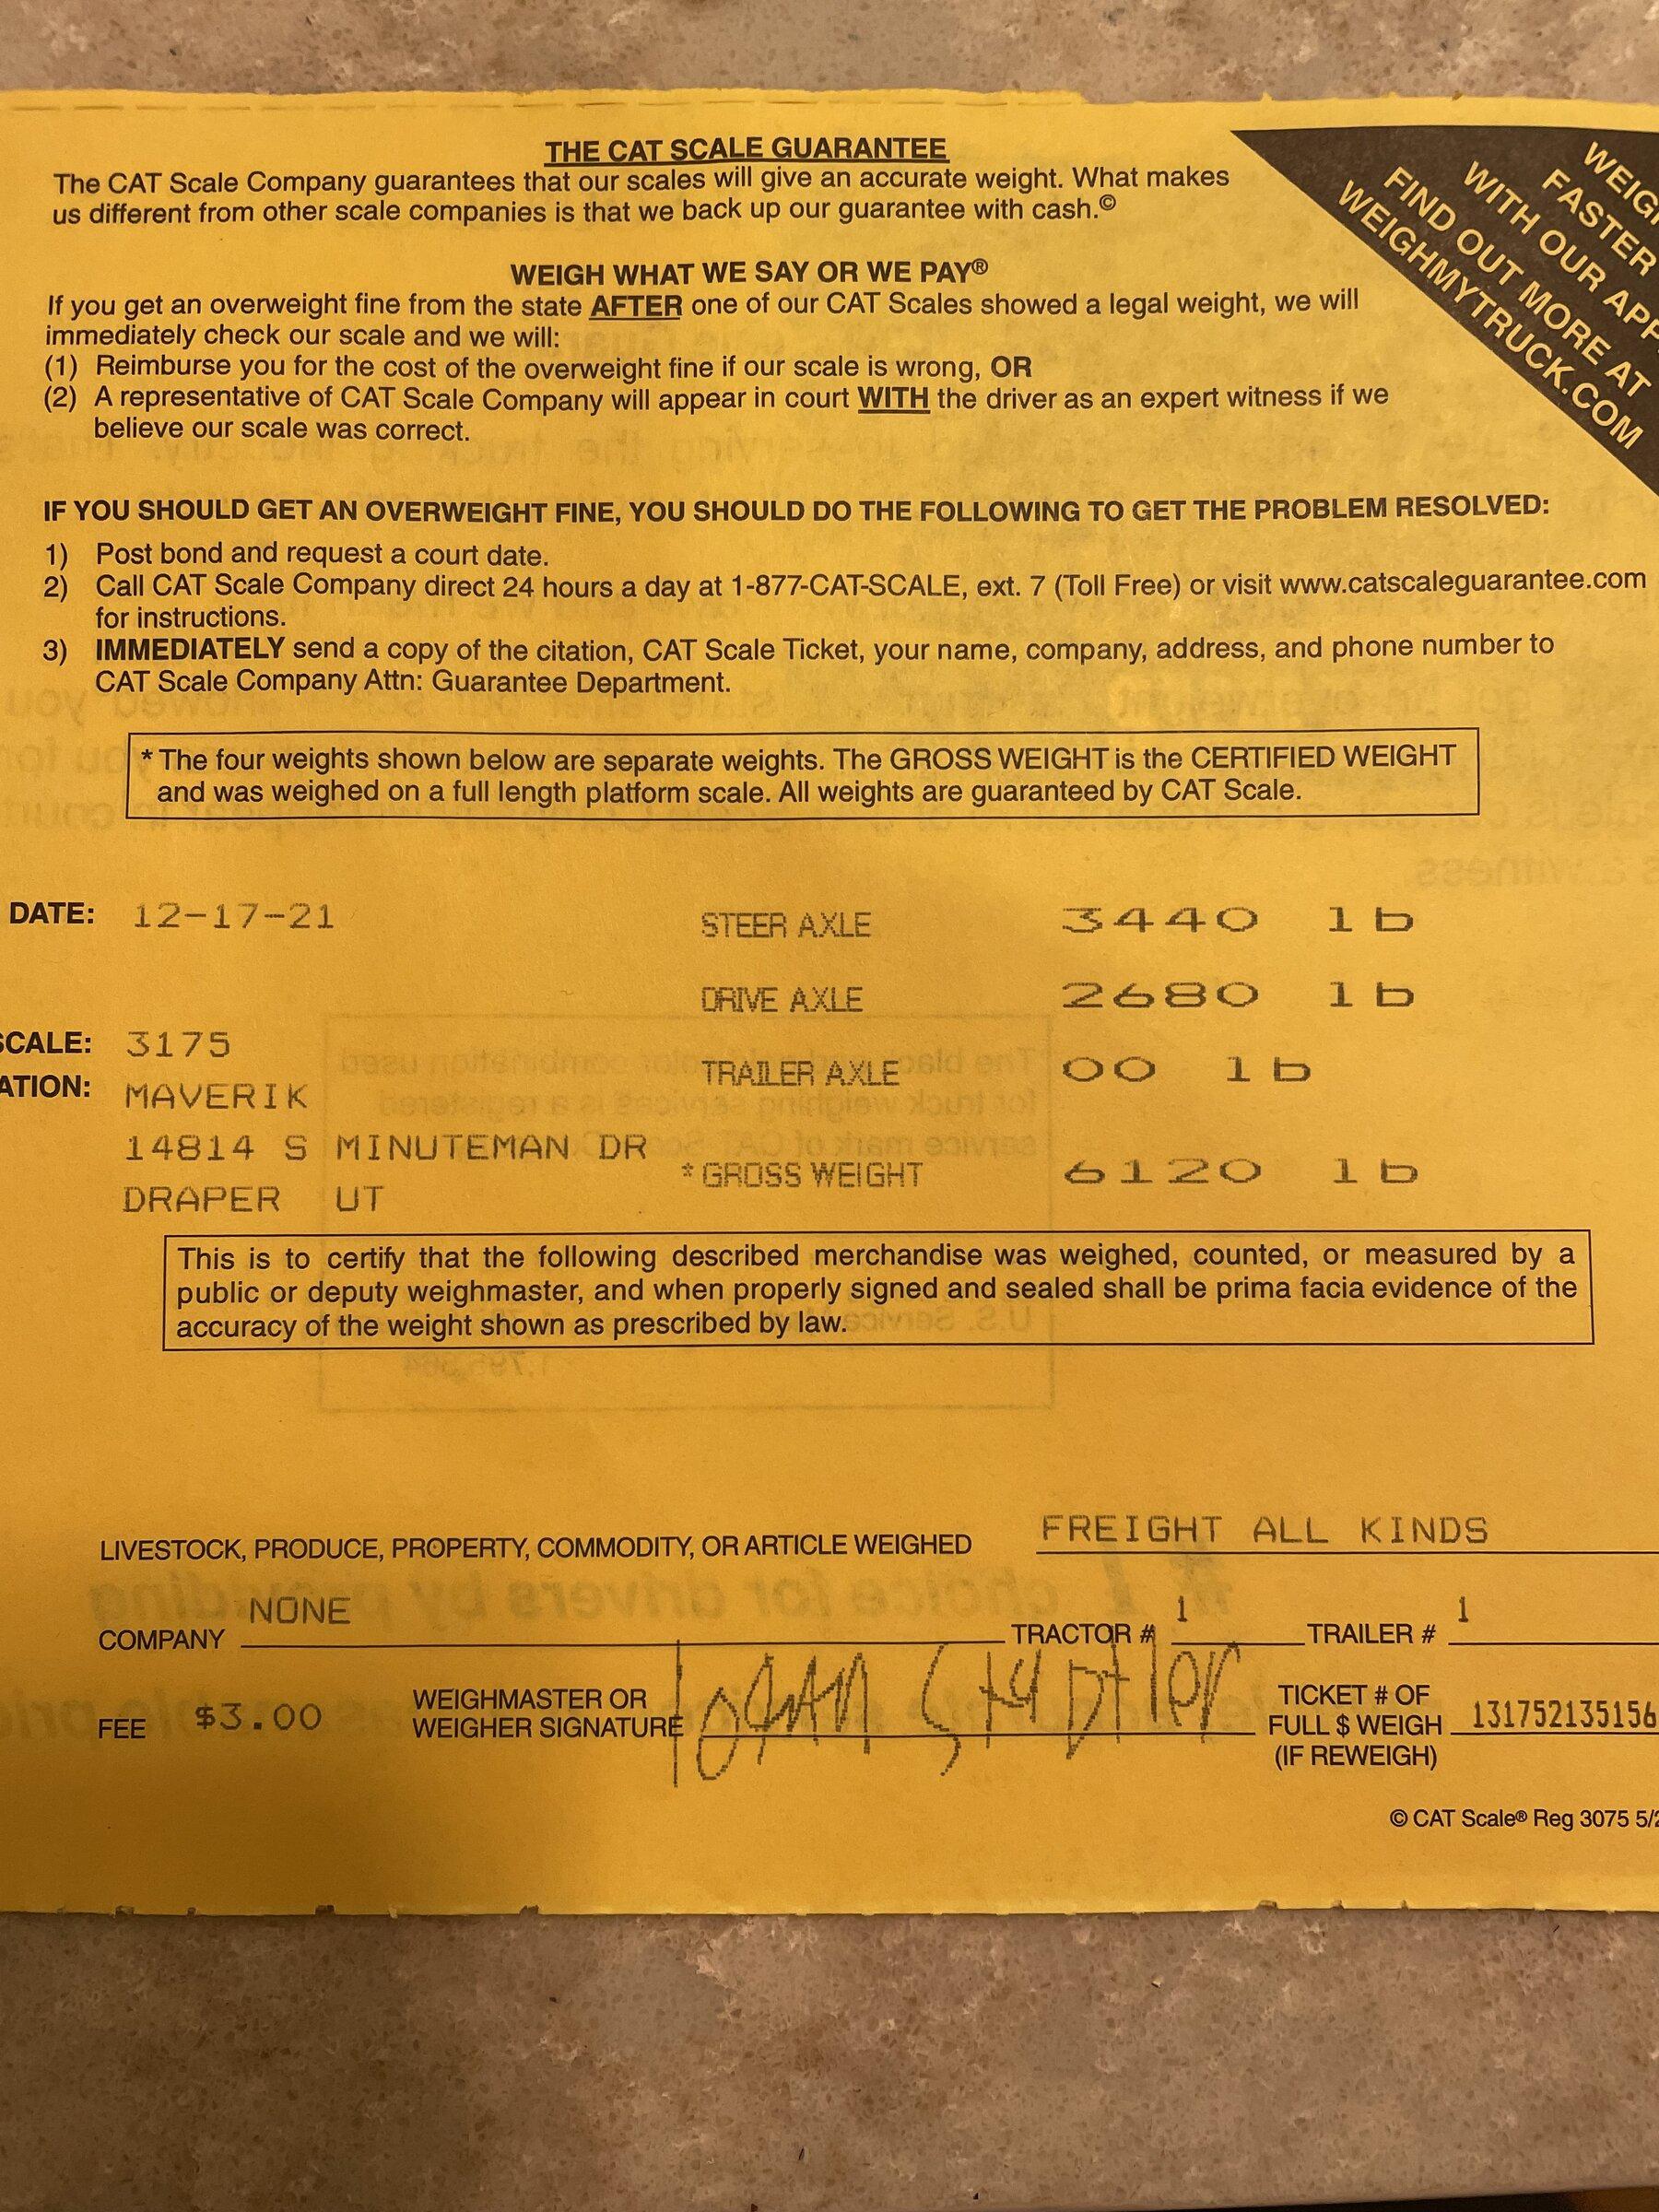 THE CAT SCALE GUARANTEE
The CAT Scale Company guarantees that our scales will give an accurate weight. What makes
us different from other scale companies is that we back up our guarantee with cash.©
WEIGH WHAT WE SAY OR WE PAY®
If you get an overweight fine from the state AFTER one of our CAT Scales showed a legal weight, we will
immediately check our scale and we will:
(1) Reimburse you for the cost of the overweight fine if our scale is wrong, OR
(2) A representative of CAT Scale Company will appear in court WITH the driver as an expert witness if we
believe our scale was correct.
FASTER
WITH OUR APP
FIND OUT MORE AT
WEIGHMYTRUCK.COM
IF YOU SHOULD GET AN OVERWEIGHT FINE, YOU SHOULD DO THE FOLLOWING TO GET THE PROBLEM RESOLVED:
1) Post bond and request a court date.
2) Call CAT Scale Company direct 24 hours a day at 1-877-CAT-SCALE, ext. 7 (Toll Free) or visit www.catscaleguarantee.com
for instructions.
3) IMMEDIATELY send a copy of the citation, CAT Scale Ticket, your name, company, address, and phone number to
CAT Scale Company Attn: Guarantee Department.
* The four weights shown below are separate weights. The GROSS WEIGHT is the CERTIFIED WEIGHT
and was weighed on a full length platform scale. All weights are guaranteed by CAT Scale.
DATE: 12-17-21 STEER AXLE 3440 lb
DRIVE AXLE 2680 lb
SCALE: 3175
TRAILER AXLE 00 lb
ATION: MAVERIK
14814 S MINUTEMAN DR
* GROSS WEIGHT 6120 lb
DRAPER UT
This is to certify that the following described merchandise was weighed, counted, or measured by a
public or deputy weighmaster, and when properly signed and sealed shall be prima facia evidence of the
accuracy of the weight shown as prescribed by law.
LIVESTOCK, PRODUCE, PROPERTY, COMMODITY, OR ARTICLE WEIGHED FREIGHT ALL KINDS
COMPANY NONE TRACTOR # 1 TRAILER # 1
FEE $3.00
WEIGHMASTER OR
WEIGHER SIGNATURE
TICKET # OF
FULL $ WEIGH 131752135156
(IF REWEIGH)
© CAT Scale® Reg 3075 5/2